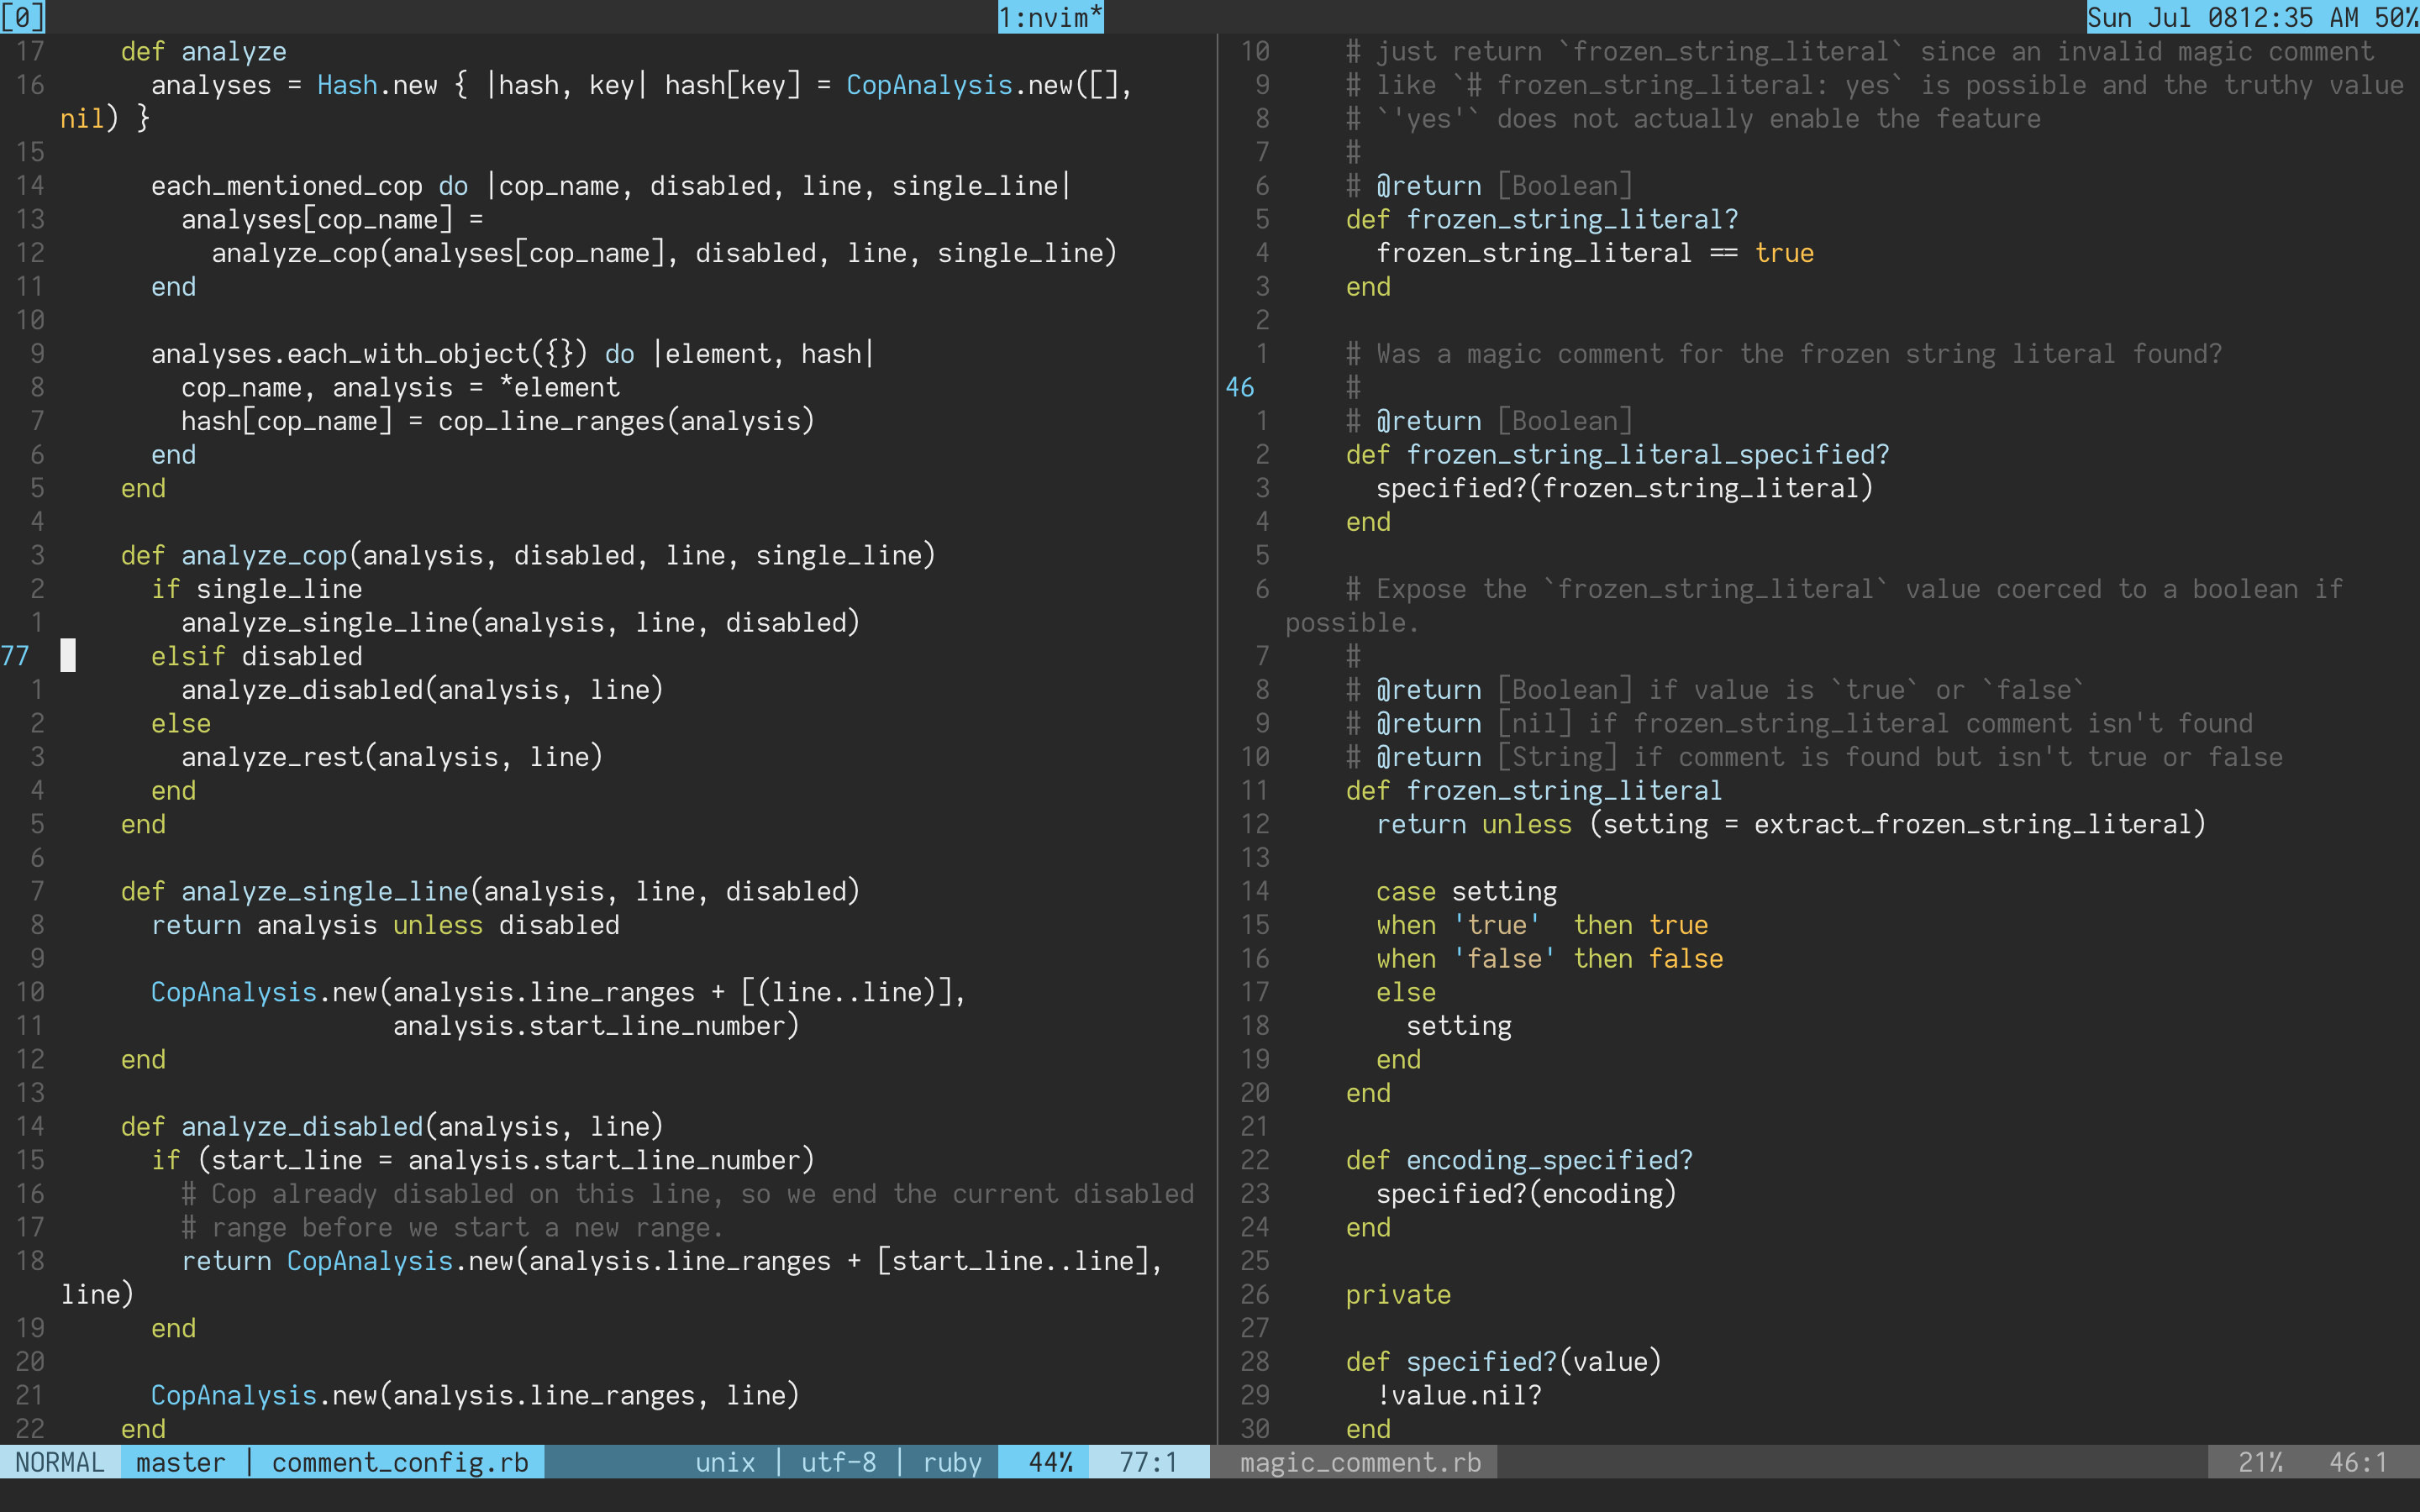 [0] 1:nvim* Sun Jul 0812:35 AM 50%
17 def analyze
16 analyses = Hash.new { |hash, key| hash[key] = CopAnalysis.new([],
nil) }
15
14 each_mentioned_cop do |cop_name, disabled, line, single_line|
13 analyses[cop_name] =
12 analyze_cop(analyses[cop_name], disabled, line, single_line)
11 end
10
9 analyses.each_with_object({}) do |element, hash|
8 cop_name, analysis = *element
7 hash[cop_name] = cop_line_ranges(analysis)
6 end
5 end
4
3 def analyze_cop(analysis, disabled, line, single_line)
2 if single_line
1 analyze_single_line(analysis, line, disabled)
77 elsif disabled
1 analyze_disabled(analysis, line)
2 else
3 analyze_rest(analysis, line)
4 end
5 end
6
7 def analyze_single_line(analysis, line, disabled)
8 return analysis unless disabled
9
10 CopAnalysis.new(analysis.line_ranges + [(line..line)],
11 analysis.start_line_number)
12 end
13
14 def analyze_disabled(analysis, line)
15 if (start_line = analysis.start_line_number)
16 # Cop already disabled on this line, so we end the current disabled
17 # range before we start a new range.
18 return CopAnalysis.new(analysis.line_ranges + [start_line..line],
line)
19 end
20
21 CopAnalysis.new(analysis.line_ranges, line)
22 end
NORMAL master | comment_config.rb unix | utf-8 | ruby 44% 77:1
10 # just return `frozen_string_literal` since an invalid magic comment
9 # like `# frozen_string_literal: yes` is possible and the truthy value
8 # `'yes'` does not actually enable the feature
7 #
6 # @return [Boolean]
5 def frozen_string_literal?
4 frozen_string_literal == true
3 end
2
1 # Was a magic comment for the frozen string literal found?
46 #
1 # @return [Boolean]
2 def frozen_string_literal_specified?
3 specified?(frozen_string_literal)
4 end
5
6 # Expose the `frozen_string_literal` value coerced to a boolean if
possible.
7 #
8 # @return [Boolean] if value is `true` or `false`
9 # @return [nil] if frozen_string_literal comment isn't found
10 # @return [String] if comment is found but isn't true or false
11 def frozen_string_literal
12 return unless (setting = extract_frozen_string_literal)
13
14 case setting
15 when 'true' then true
16 when 'false' then false
17 else
18 setting
19 end
20 end
21
22 def encoding_specified?
23 specified?(encoding)
24 end
25
26 private
27
28 def specified?(value)
29 !value.nil?
30 end
magic_comment.rb 21% 46:1